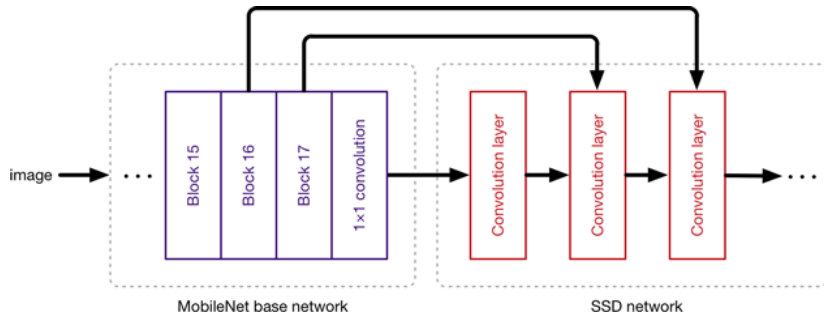 image
...
Block 15
Block 16
Block 17
1×1 convolution
Convolution layer
Convolution layer
Convolution layer
...
MobileNet base network
SSD network